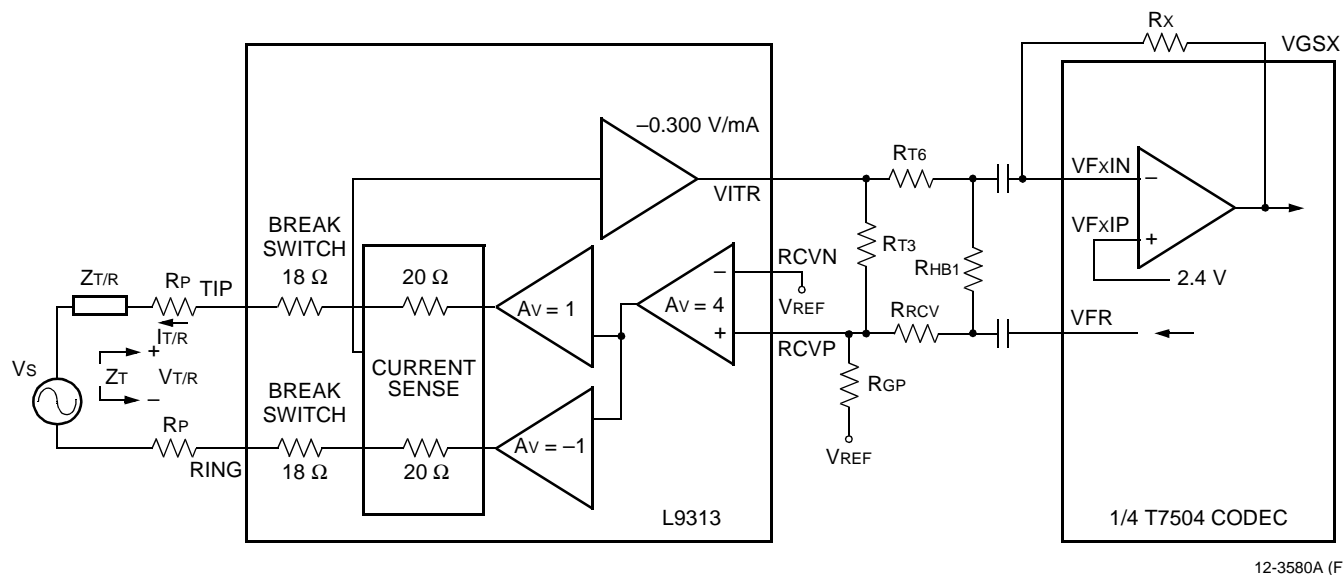 RX
VGSX
–0.300 V/mA
RT6
VITR
VFXIN
–
BREAK
SWITCH
18 Ω
20 Ω
AV = 1
AV = 4
–
+
RCVN
VREF
RCVP
RT3
RHB1
VFXIP
+
2.4 V
ZT/R
RP
TIP
IT/R
RRCV
VFR
VS
+
ZT
VT/R
–
CURRENT
SENSE
RGP
BREAK
SWITCH
18 Ω
20 Ω
AV = –1
VREF
RP
RING
L9313
1/4 T7504 CODEC
12-3580A (F